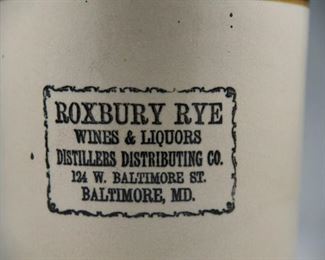 ROXBURY RYE
WINES & LIQUORS
DISTILLERS DISTRIBUTING CO.
124 W. BALTIMORE ST.
BALTIMORE, MD.